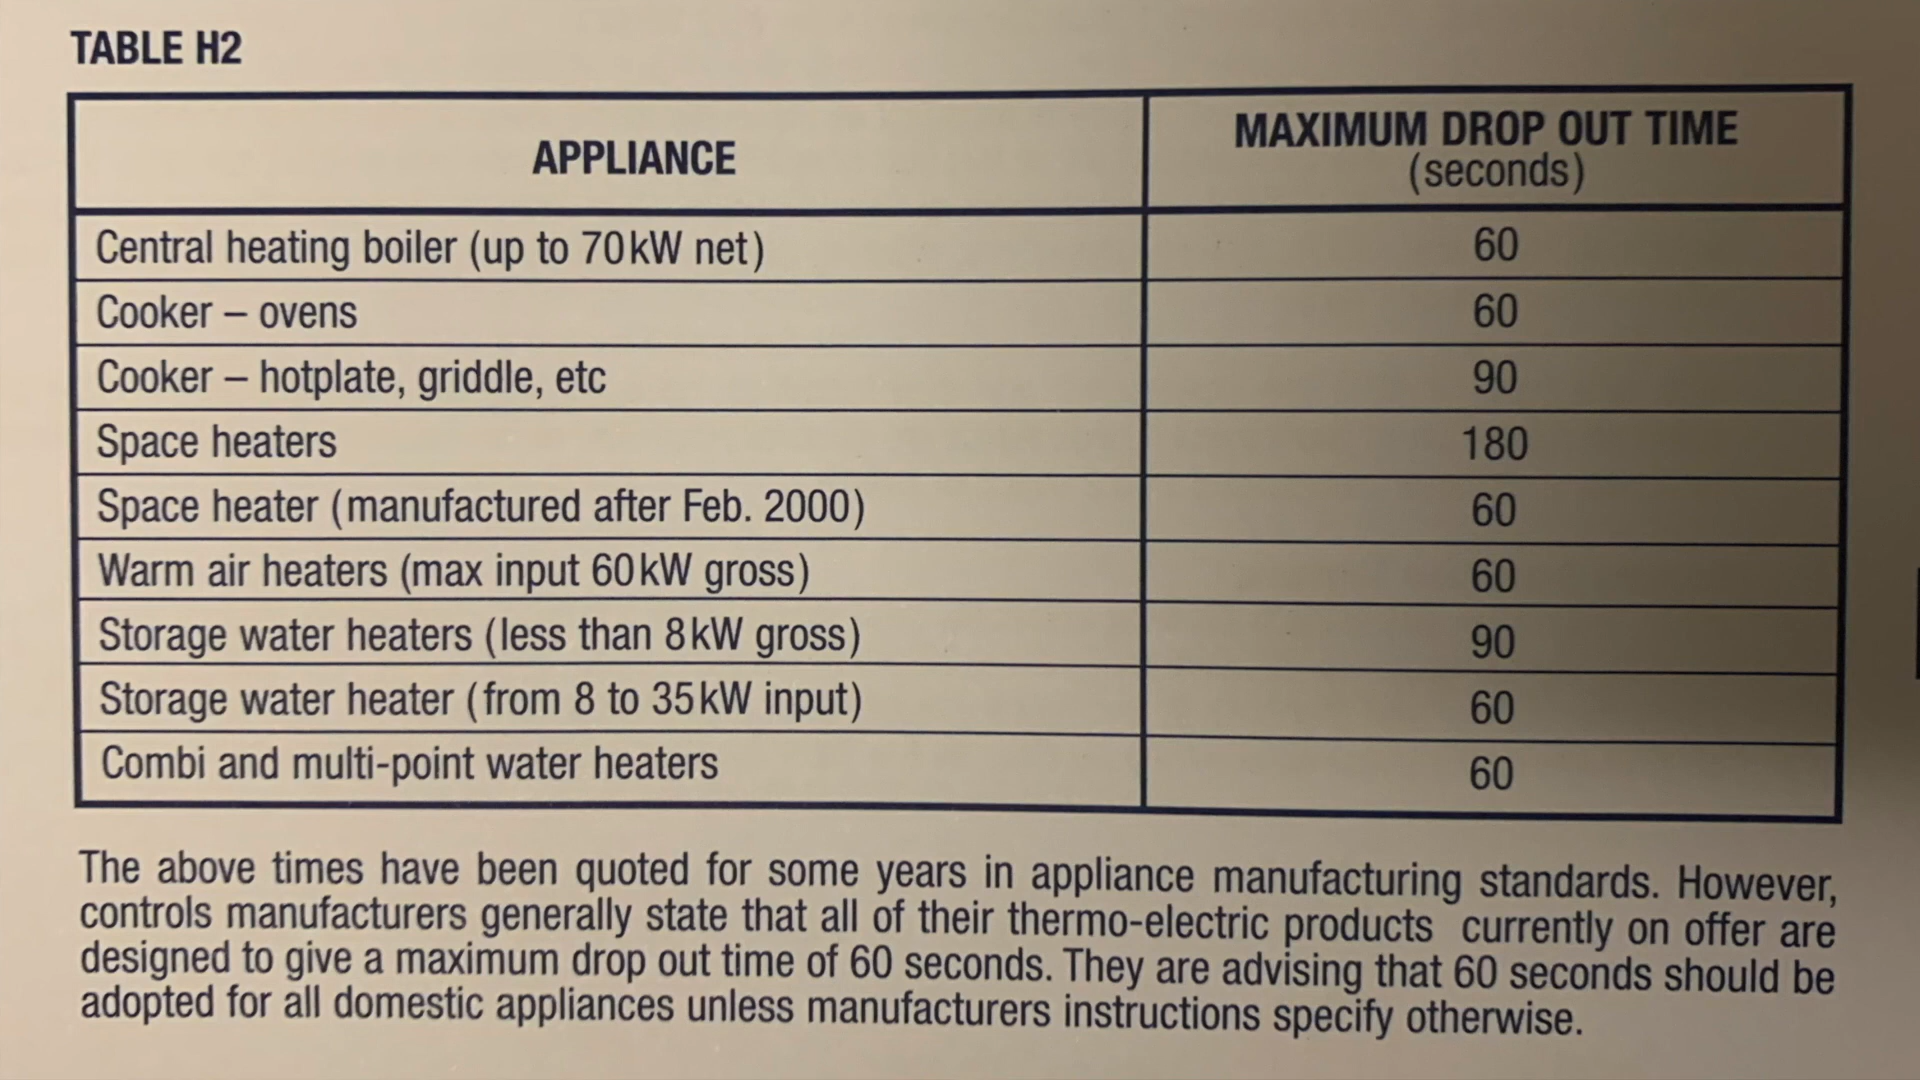 TABLE H2
APPLIANCE
MAXIMUM DROP OUT TIME
(seconds)
Central heating boiler (up to 70kW net) 60
Cooker – ovens 60
Cooker – hotplate, griddle, etc 90
Space heaters 180
Space heater (manufactured after Feb. 2000) 60
Warm air heaters (max input 60kW gross) 60
Storage water heaters (less than 8kW gross) 90
Storage water heater (from 8 to 35kW input) 60
Combi and multi-point water heaters 60
The above times have been quoted for some years in appliance manufacturing standards. However,
controls manufacturers generally state that all of their thermo-electric products currently on offer are
designed to give a maximum drop out time of 60 seconds. They are advising that 60 seconds should be
adopted for all domestic appliances unless manufacturers instructions specify otherwise.